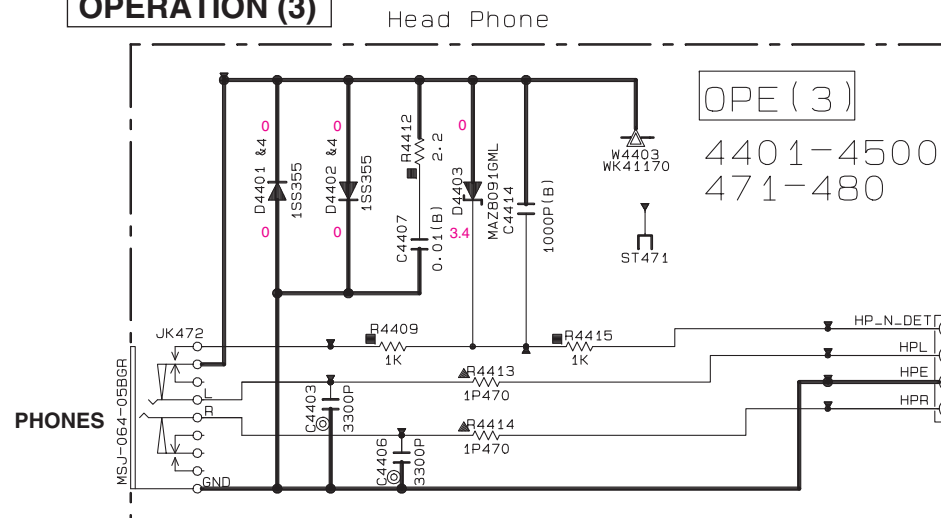 OPERATION (3)
Head Phone
OPE(3)
4401-4500
471-480
D4401 &4
1SS355
0
0
D4402 &4
1SS355
0
0
R4412
2.2
C4407
0.01(B)
D4403
MAZ8091GML
0
3.4
C4414
1000P(B)
W4403
WK41170
ST471
JK472
MSJ-064-05BGR
PHONES
L
R
GND
R4409
1K
R4415
1K
R4413
1P470
R4414
1P470
C4403
3300P
C4406
3300P
HP_N_DET
HPL
HPE
HPR